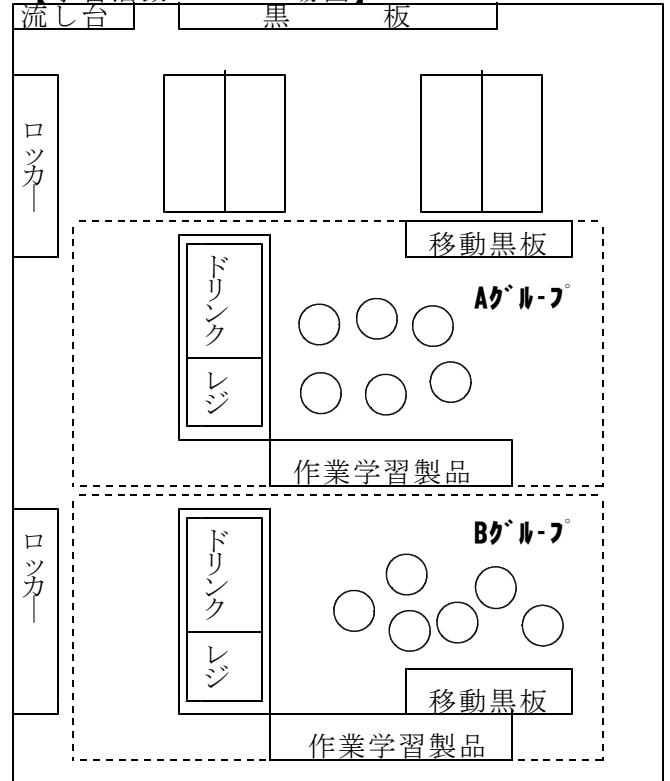 流し台
黒　　板
ロッカー
移動黒板
Aグループ
ドリンク
レジ
作業学習製品
ロッカー
Bグループ
ドリンク
レジ
移動黒板
作業学習製品